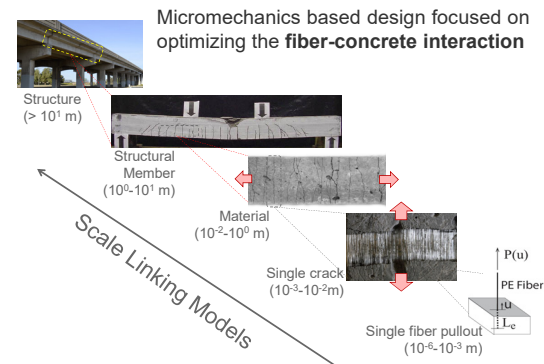 Micromechanics based design focused on
optimizing the fiber-concrete interaction
Structure
(> 10¹ m)
Structural
Member
(10⁰-10¹ m)
Material
(10⁻²-10⁰ m)
Single crack
(10⁻³-10⁻²m)
Scale Linking Models
P(u)
PE Fiber
u
Lₑ
Single fiber pullout
(10⁻⁶-10⁻³ m)